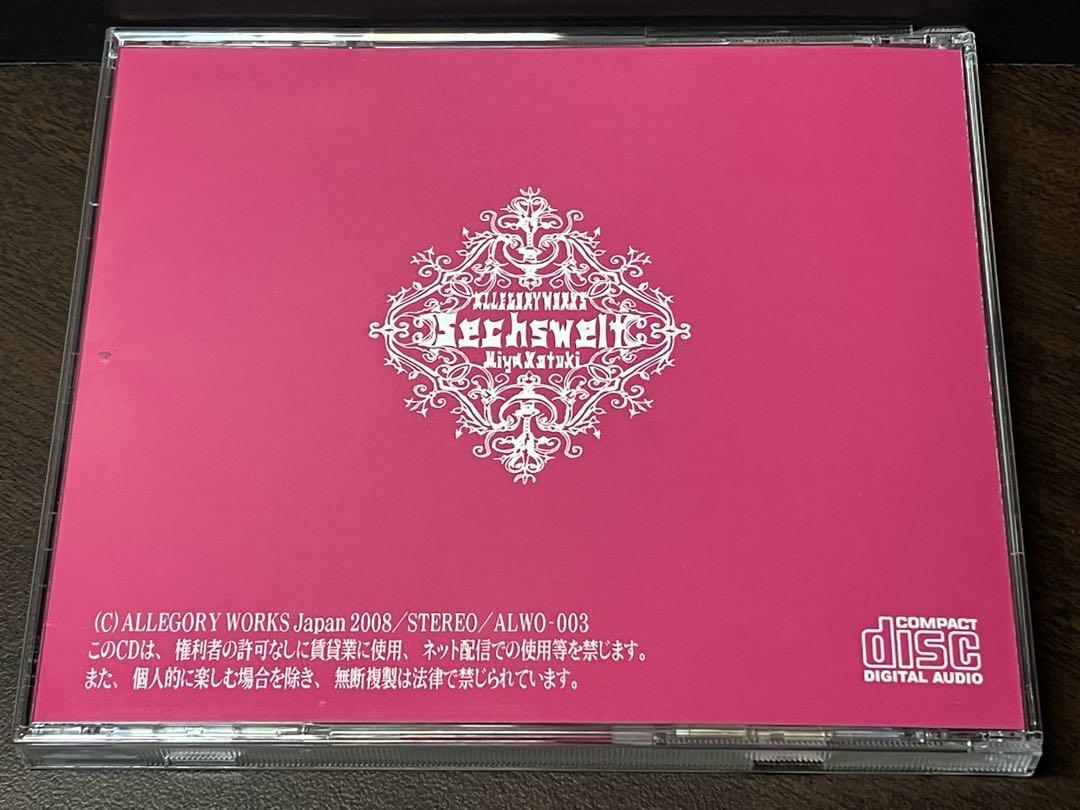 ALLEGORYWORKS
Sechswelt
MiyaKatuki
(C) ALLEGORY WORKS Japan 2008／STEREO／ALWO-003
このCDは、権利者の許可なしに賃貸業に使用、ネット配信での使用等を禁じます。
また、個人的に楽しむ場合を除き、無断複製は法律で禁じられています。
COMPACT
disc
DIGITAL AUDIO